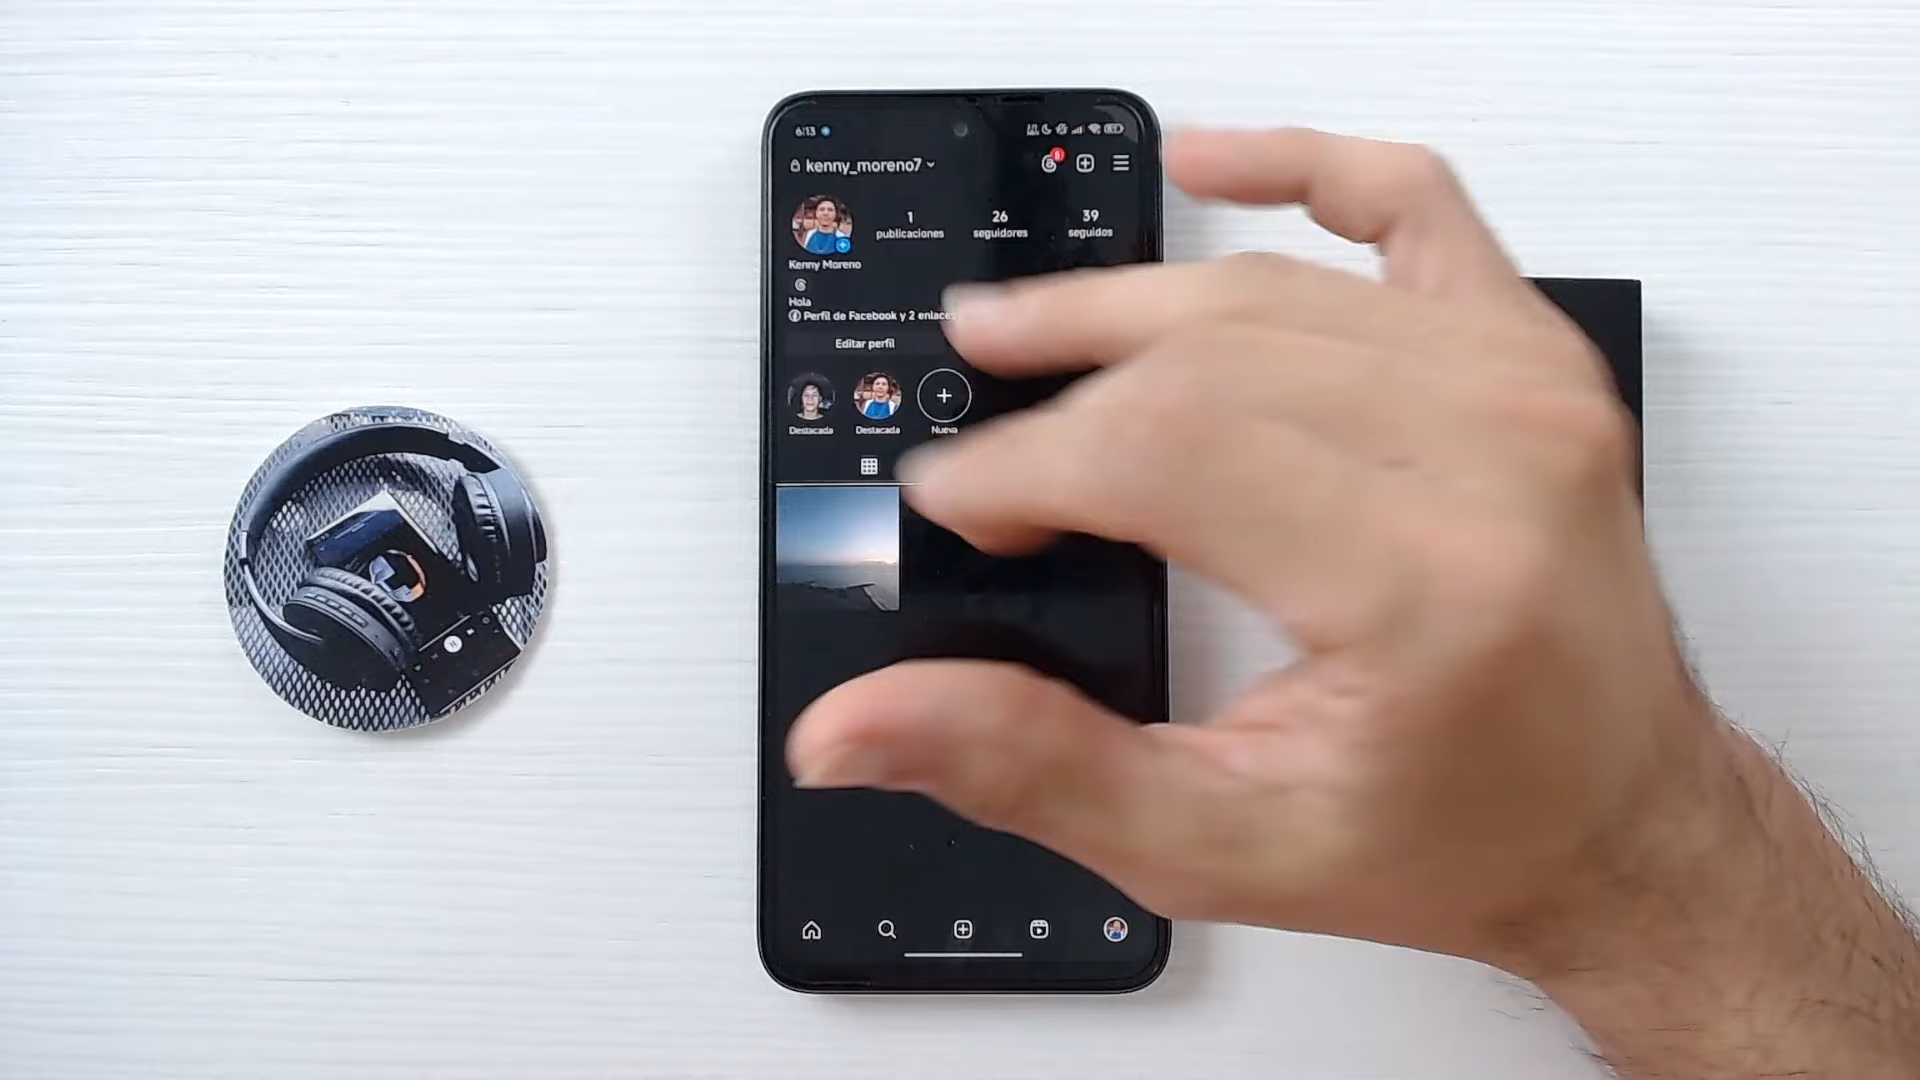 6:13
kenny_moreno7
1 26 39
publicaciones seguidores seguidos
Kenny Moreno
Hola
Perfil de Facebook y 2 enlaces
Editar perfil
Destacada Destacada Nueva